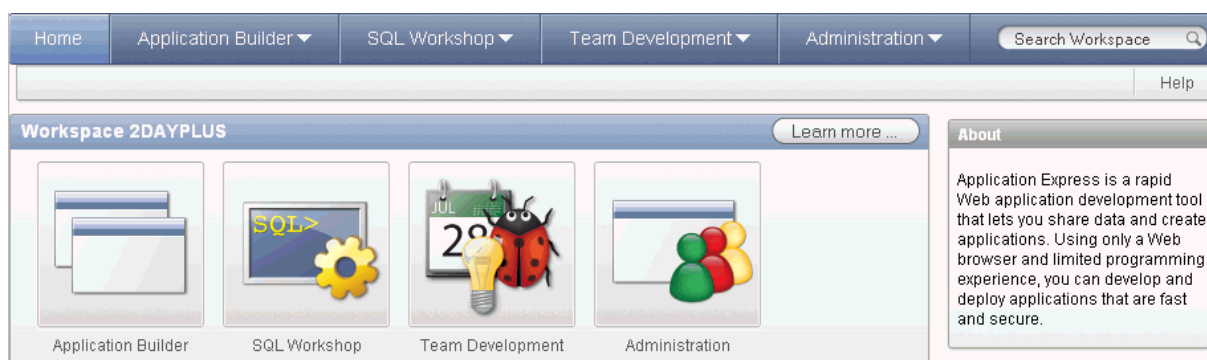 Home
Application Builder
SQL Workshop
Team Development
Administration
Search Workspace
Help
Workspace 2DAYPLUS
Learn more ...
About
Application Express is a rapid
Web application development tool
that lets you share data and create
applications. Using only a Web
browser and limited programming
experience, you can develop and
deploy applications that are fast
and secure.
SQL>
JUL
28
Application Builder
SQL Workshop
Team Development
Administration